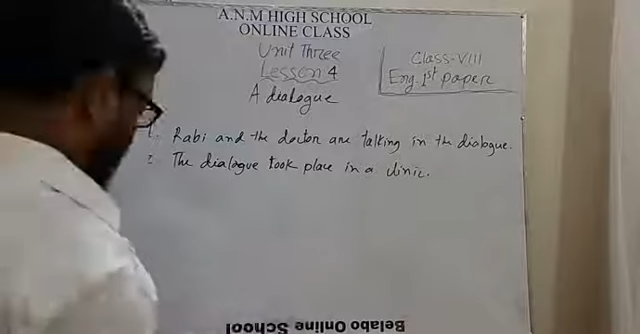 A.N.M HIGH SCHOOL
ONLINE CLASS
Unit Three
Lesson 4
A dialogue
Class-VIII
Eng. 1st paper
1. Rabi and the doctor are talking in the dialogue.
2. The dialogue took place in a clinic.
Belabo Online School